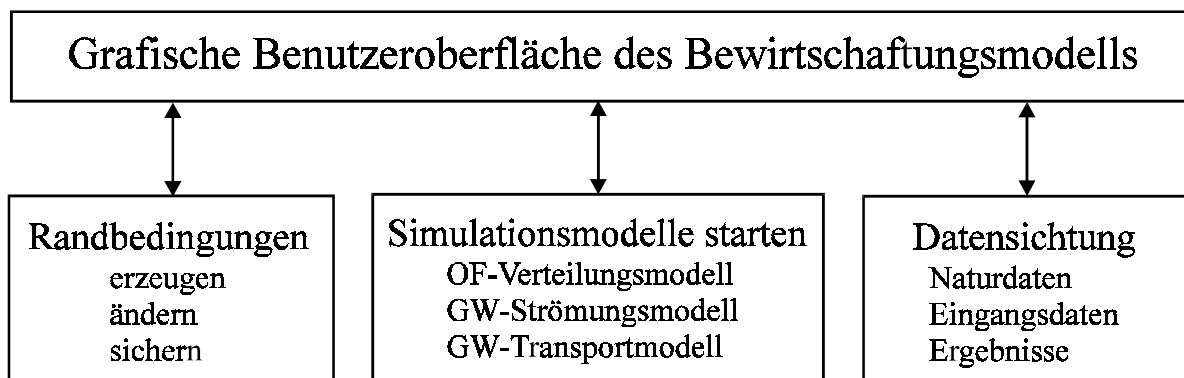 Grafische Benutzeroberfläche des Bewirtschaftungsmodells
Randbedingungen
erzeugen
ändern
sichern
Simulationsmodelle starten
OF-Verteilungsmodell
GW-Strömungsmodell
GW-Transportmodell
Datensichtung
Naturdaten
Eingangsdaten
Ergebnisse